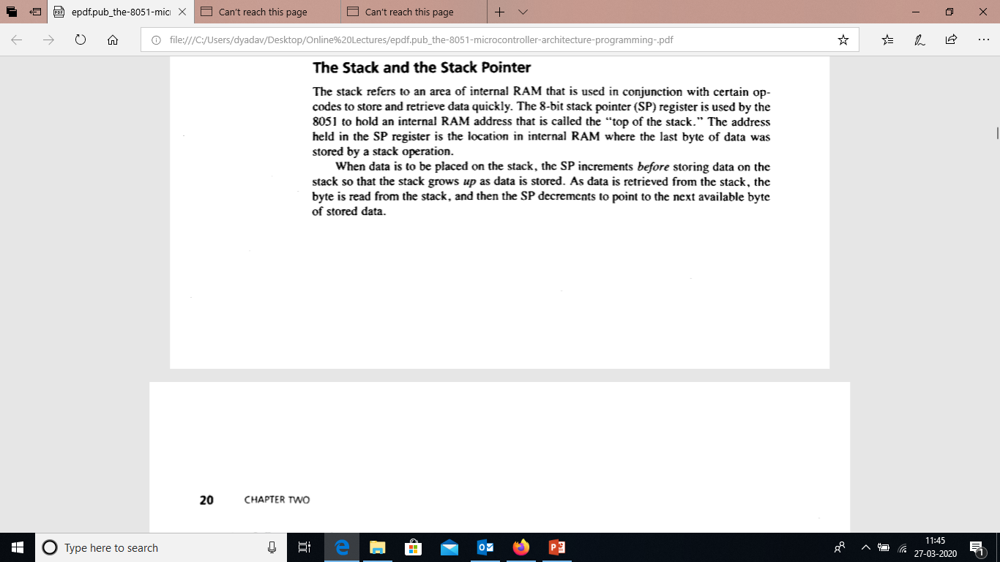 epdf.pub_the-8051-mic
Can't reach this page
Can't reach this page
file:///C:/Users/dyadav/Desktop/Online%20Lectures/epdf.pub_the-8051-microcontroller-architecture-programming-.pdf
The Stack and the Stack Pointer
The stack refers to an area of internal RAM that is used in conjunction with certain op-
codes to store and retrieve data quickly. The 8-bit stack pointer (SP) register is used by the
8051 to hold an internal RAM address that is called the “top of the stack.” The address
held in the SP register is the location in internal RAM where the last byte of data was
stored by a stack operation.
When data is to be placed on the stack, the SP increments before storing data on the
stack so that the stack grows up as data is stored. As data is retrieved from the stack, the
byte is read from the stack, and then the SP decrements to point to the next available byte
of stored data.
20 CHAPTER TWO
Type here to search
11:45
27-03-2020
1